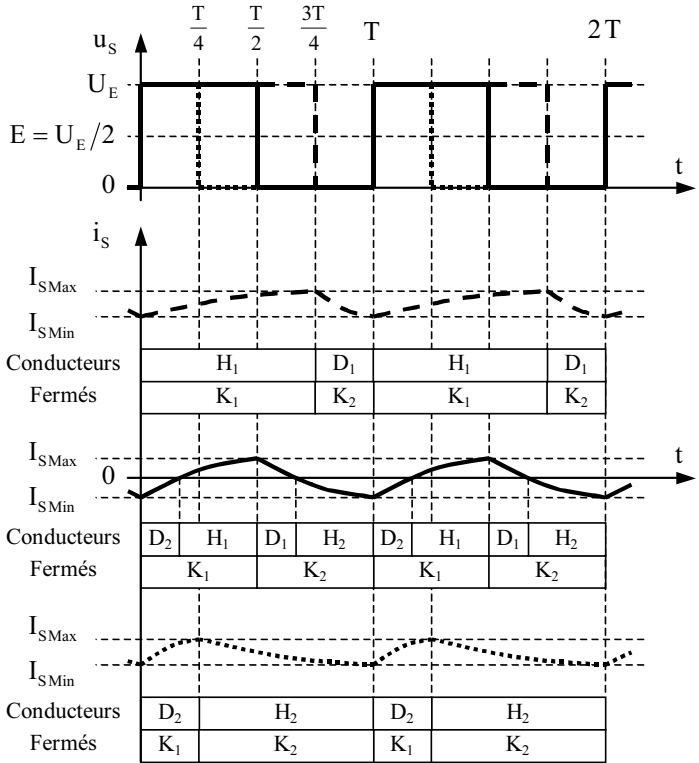 T/4 T/2 3T/4 T 2T
u_S
U_E
E = U_E/2
t
0
i_S
I_SMax
I_SMin
Conducteurs H₁ D₁ H₁ D₁
Fermés K₁ K₂ K₁ K₂
t
I_SMax
0
I_SMin
Conducteurs D₂ H₁ D₁ H₂ D₂ H₁ D₁ H₂
Fermés K₁ K₂ K₁ K₂
I_SMax
I_SMin
Conducteurs D₂ H₂ D₂ H₂
Fermés K₁ K₂ K₁ K₂